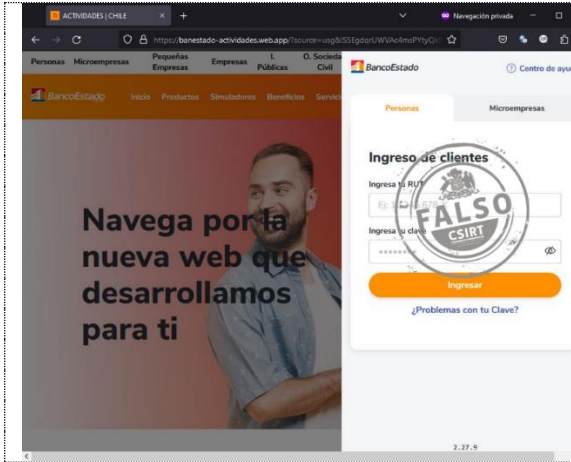 ACTIVIDADES | CHILE
Navegación privada
https://banestado-actividades.web.app/?source=usg&
Personas Microempresas Pequeñas Empresas Empresas I. Públicas O. Sociedad Civil
BancoEstado
Centro de ayu
BancoEstado Inicio Productos Simuladores Beneficios Servici
Personas Microempresas
Ingreso de clientes
Ingresa tu RUT
FALSO
CSIRT
Ingresa tu clave
Ingresar
¿Problemas con tu Clave?
Navega por la
nueva web que
desarrollamos
para ti
2.27.9